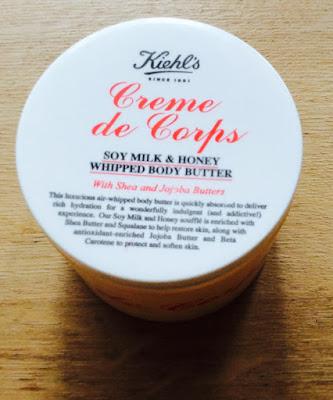 Kiehl's
SINCE 1851
Creme
de Corps
SOY MILK & HONEY
WHIPPED BODY BUTTER
With Shea and Jojoba Butters
This luxurious air-whipped body butter is quickly absorbed to deliver
rich hydration for a wonderfully indulgent (and addictive!)
experience. Our Soy Milk and Honey soufflé is enriched with
Shea Butter and Squalane to help restore skin, along with
antioxidant-enriched Jojoba Butter and Beta
Carotene to protect and soften skin.